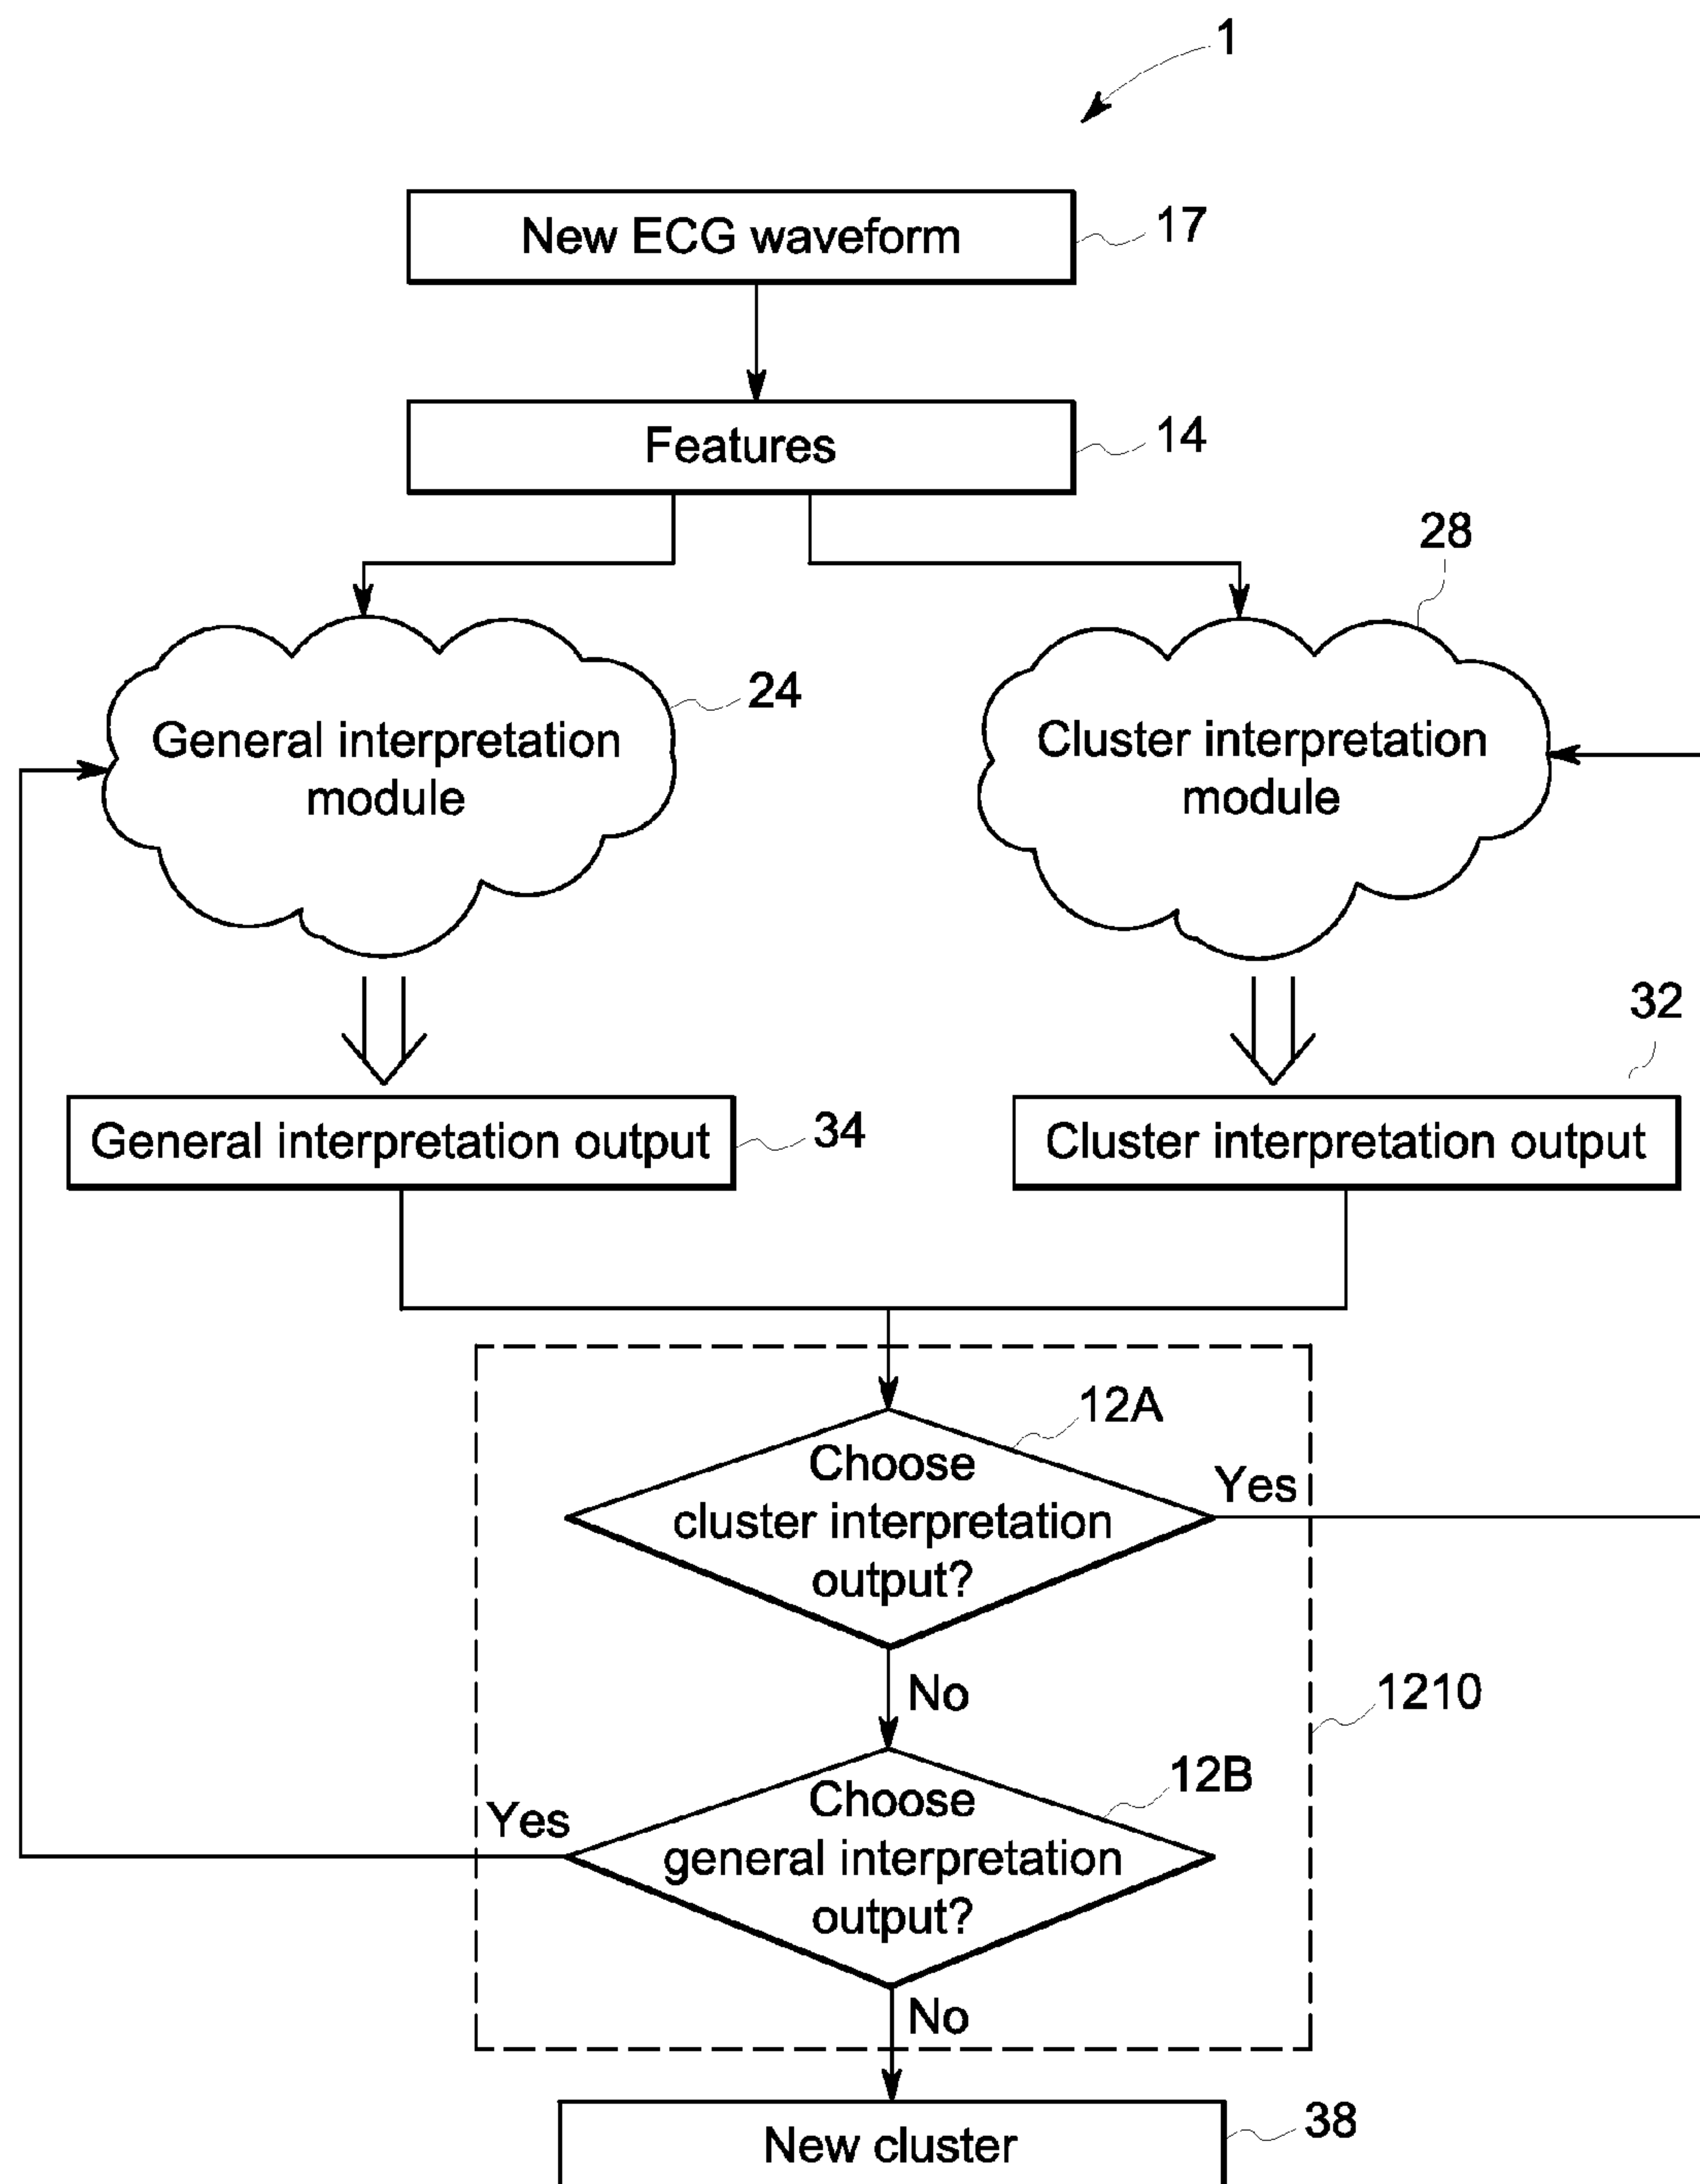 1
New ECG waveform
17
Features
14
28
24
General interpretation
module
Cluster interpretation
module
32
General interpretation output
34
Cluster interpretation output
12A
Choose
cluster interpretation
output?
Yes
No
1210
12B
Choose
general interpretation
output?
Yes
No
New cluster
38